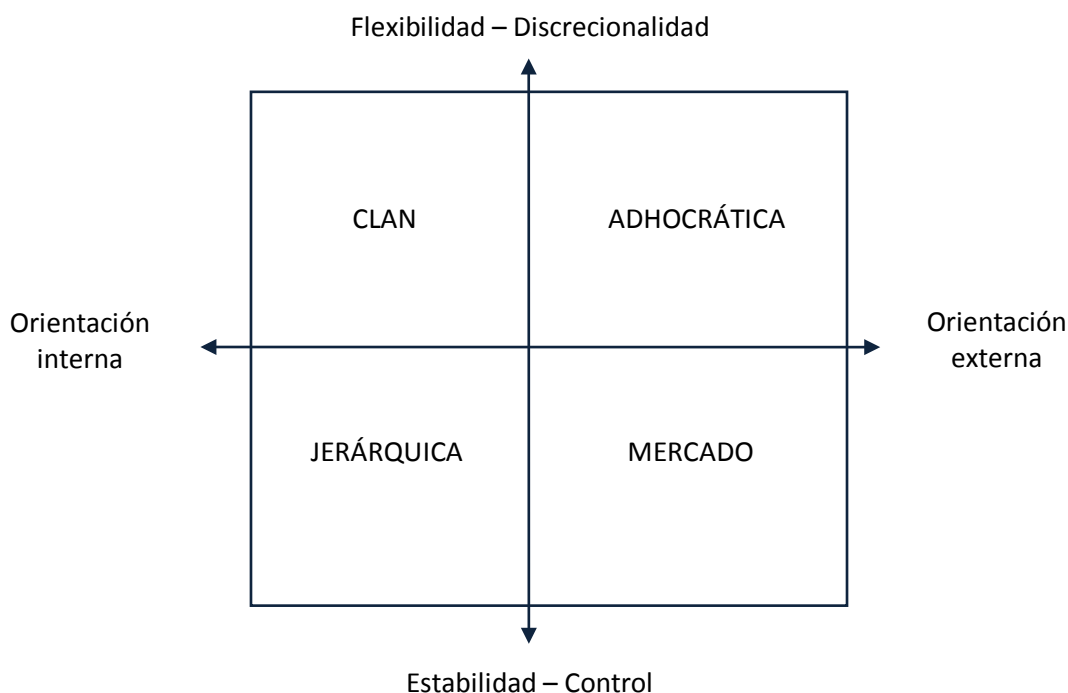 Flexibilidad – Discrecionalidad
CLAN
ADHOCRÁTICA
Orientación
interna
Orientación
externa
JERÁRQUICA
MERCADO
Estabilidad – Control